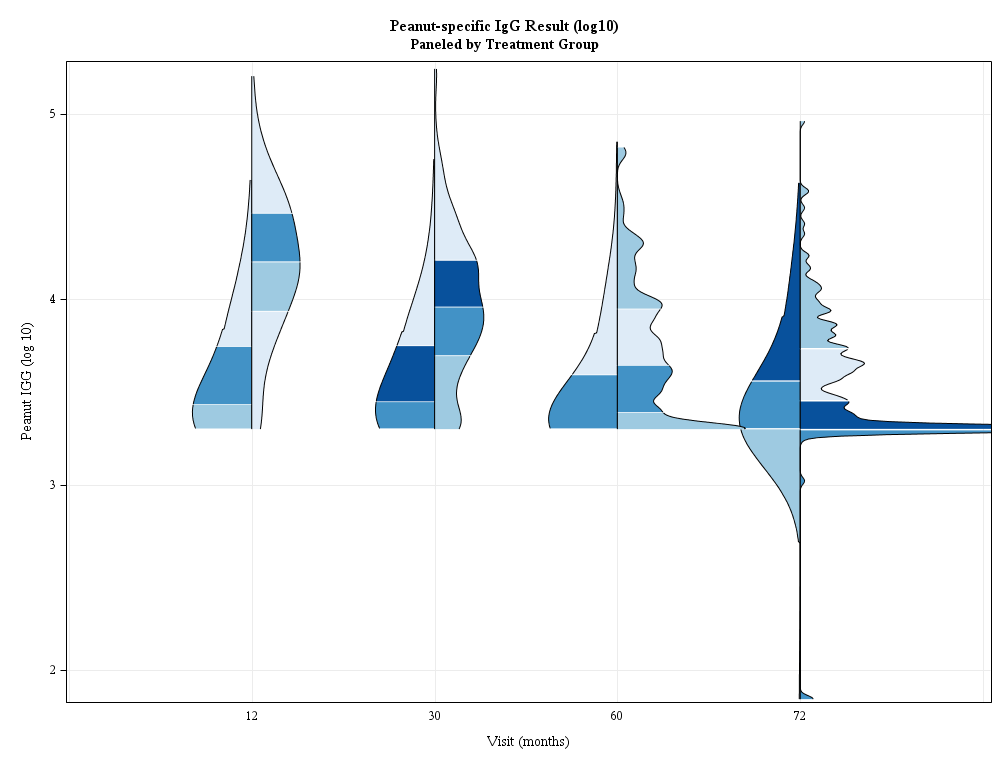 Peanut-specific IgG Result (log10)
Paneled by Treatment Group
5
4
3
2
Peanut IGG (log 10)
12 30 60 72
Visit (months)